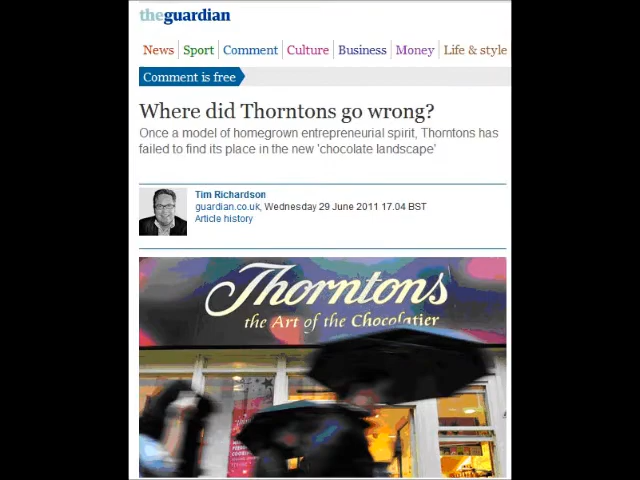 theguardian
News Sport Comment Culture Business Money Life & style
Comment is free
Where did Thorntons go wrong?
Once a model of homegrown entrepreneurial spirit, Thorntons has
failed to find its place in the new 'chocolate landscape'
Tim Richardson
guardian.co.uk, Wednesday 29 June 2011 17.04 BST
Article history
Thorntons
the Art of the Chocolatier